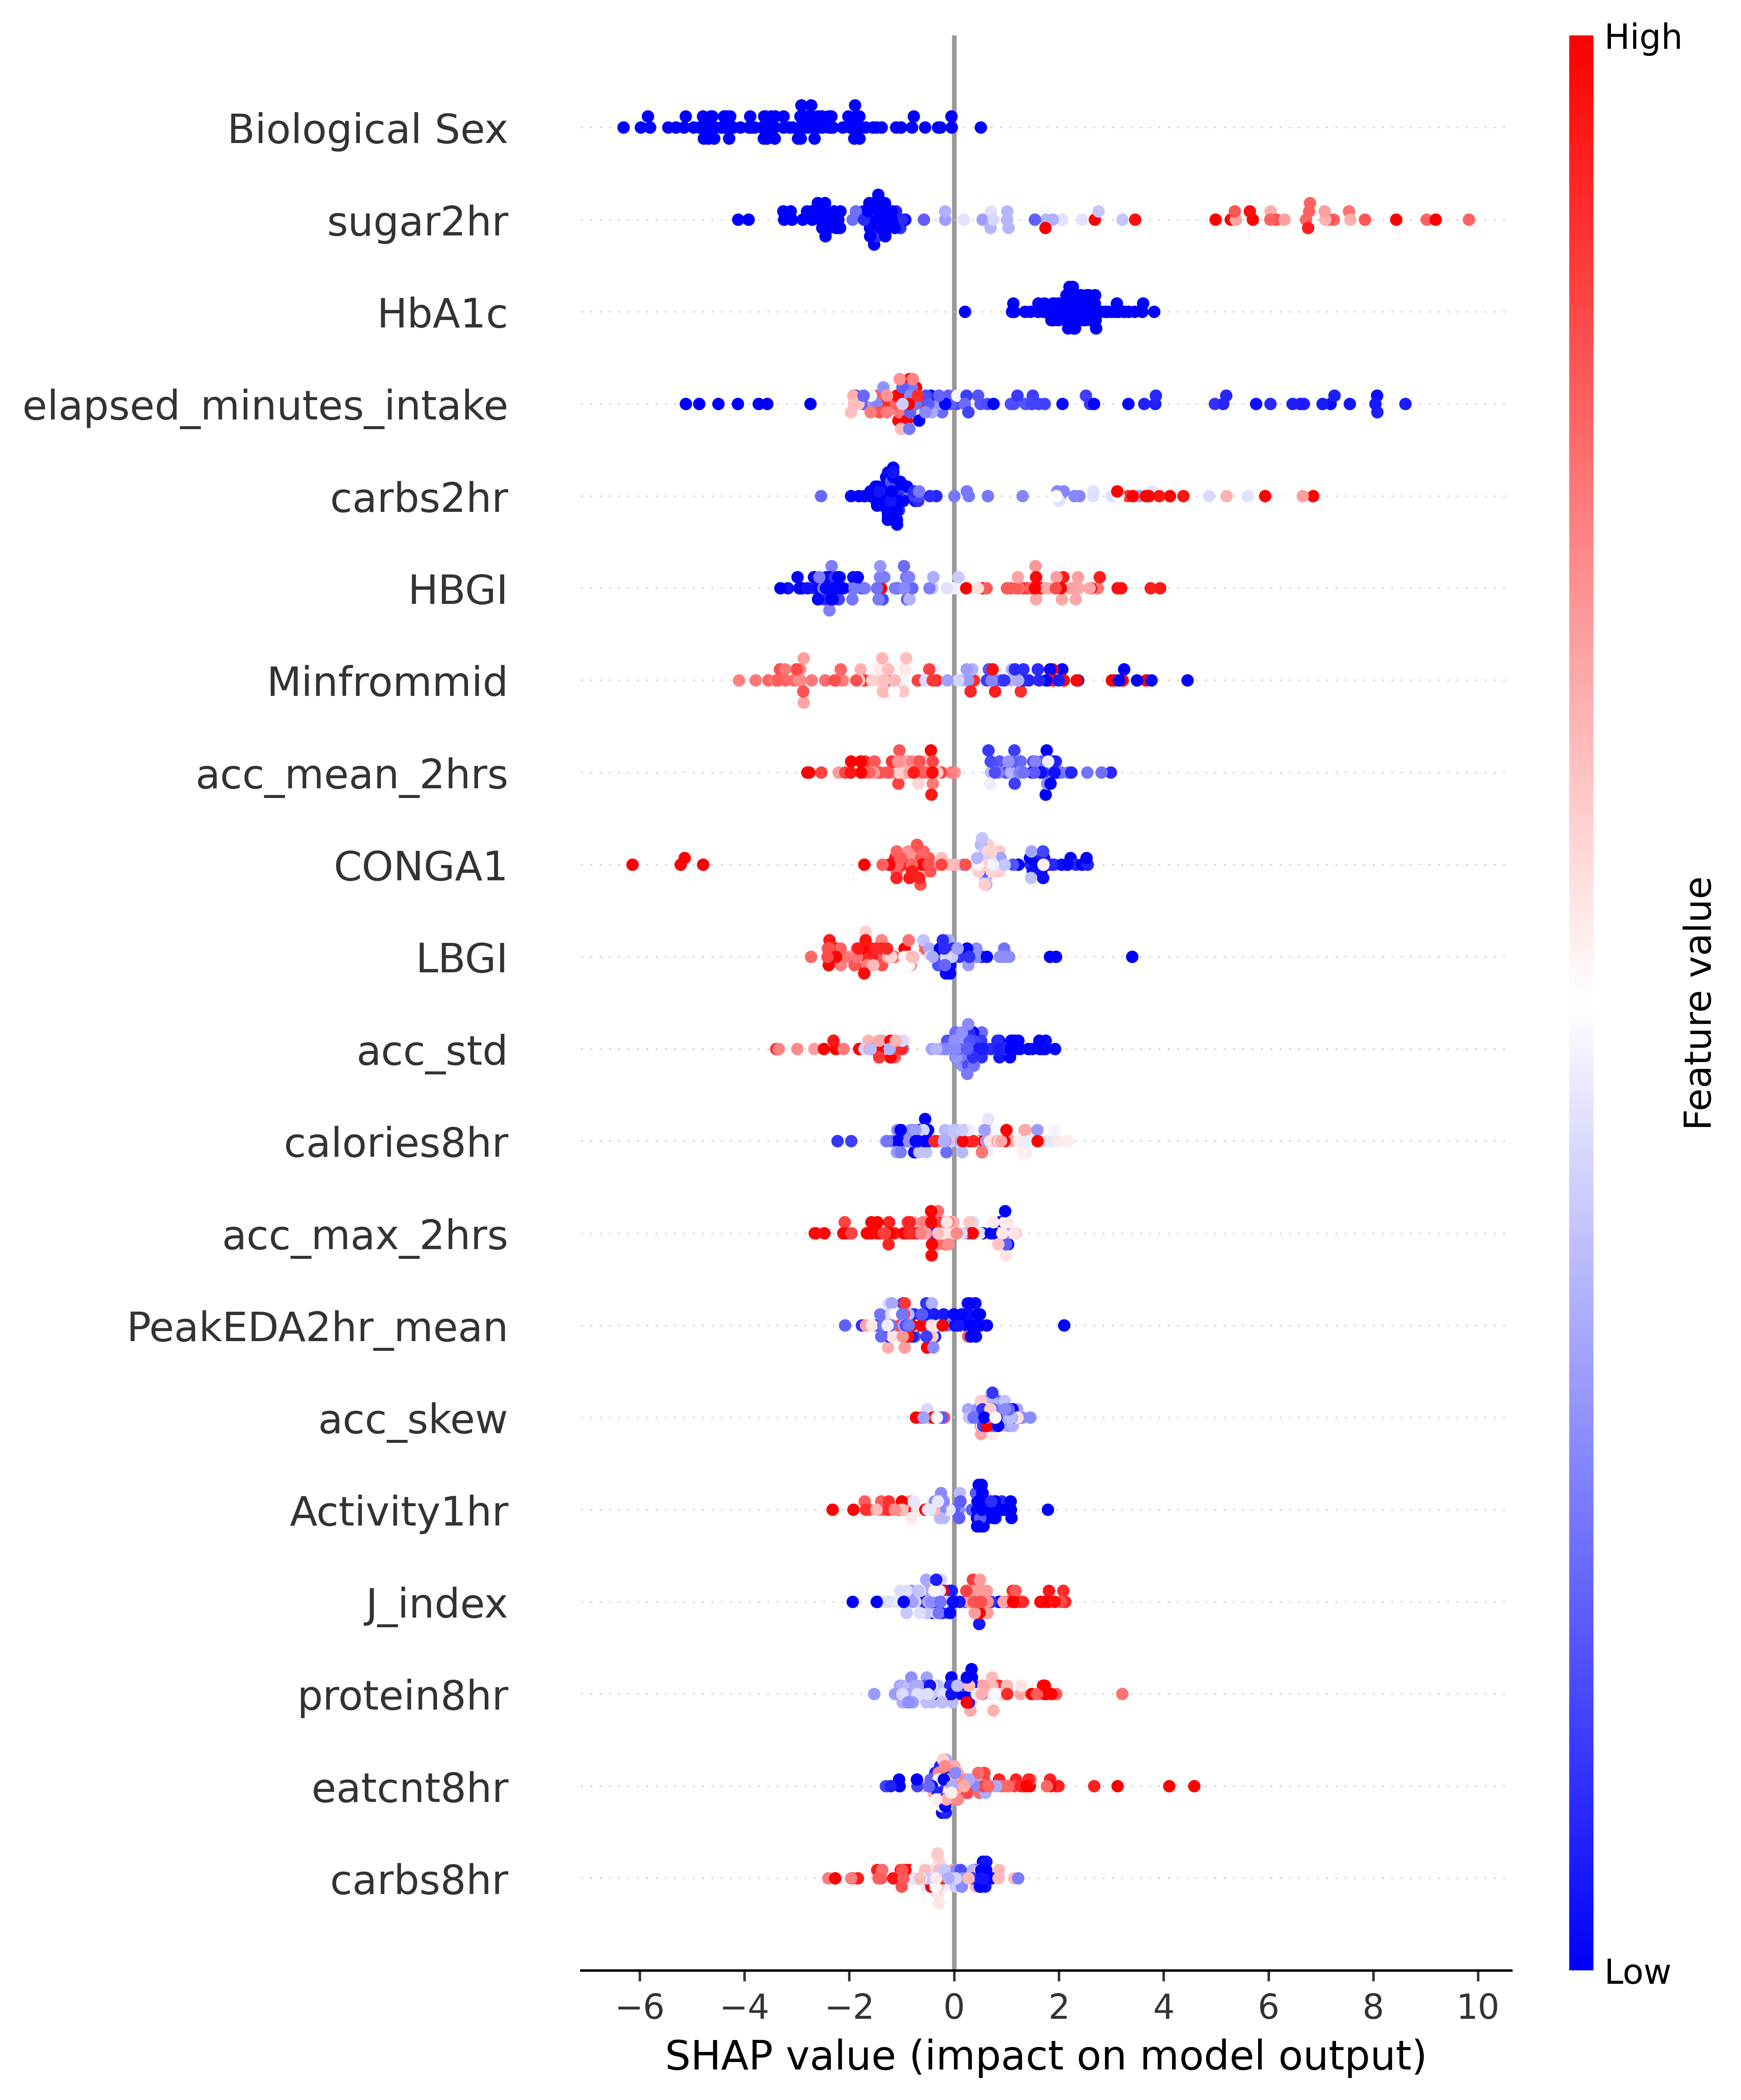 High
Biological Sex
sugar2hr
HbA1c
elapsed_minutes_intake
carbs2hr
HBGI
Minfrommid
acc_mean_2hrs
CONGA1
LBGI
acc_std
calories8hr
acc_max_2hrs
PeakEDA2hr_mean
acc_skew
Activity1hr
J_index
protein8hr
eatcnt8hr
carbs8hr
Feature value
Low
−6 −4 −2 0 2 4 6 8 10
SHAP value (impact on model output)